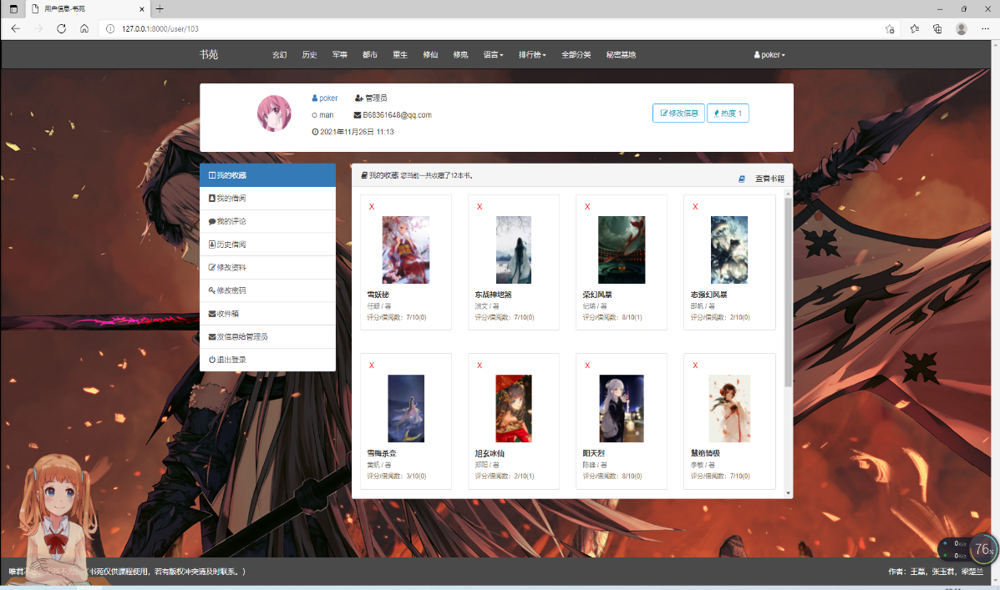 用户信息-书苑
127.0.0.1:8000/user/103
书苑 玄幻 历史 军事 都市 重生 修仙 修鬼 语言 排行榜 全部分类 秘密基地 poker
poker 管理员
man B68361648@qq.com
2021年11月26日 11:13
修改信息 热度 1
我的收藏
我的借阅
我的评论
历史借阅
修改资料
修改密码
收件箱
发信息给管理员
退出登录
我的收藏 您当前一共收藏了12本书。 查看书籍
X X X X
雪妖秘 东战神地煞 荣幻风暴 志强幻风暴
任颖 / 著 洪文 / 著 纪瑞 / 著 邵帆 / 著
评分/借阅数：7/10(0) 评分/借阅数：7/10(0) 评分/借阅数：8/10(1) 评分/借阅数：2/10(0)
X X X X
雪梅杀变 旭玄冰仙 阳天烈 慧绝情极
黄帆 / 著 郑阳 / 著 陈峰 / 著 李敏 / 著
评分/借阅数：3/10(0) 评分/借阅数：2/10(1) 评分/借阅数：8/10(0) 评分/借阅数：7/10(0)
0K/s
0K/s
76%
唯君不 书苑仅供课程使用，若有版权冲突请及时联系。）
作者：王磊，张玉君，梁楚兰